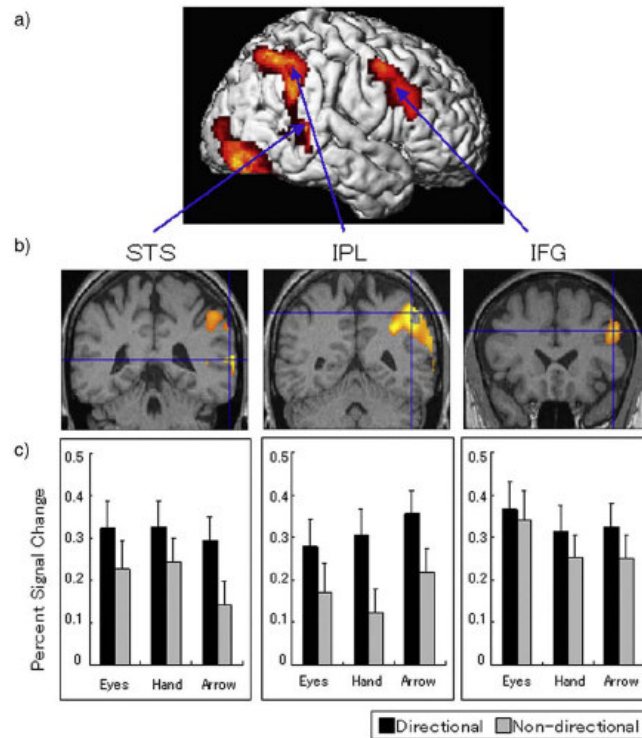 a)
b)
STS IPL IFG
c)
Percent Signal Change
0.5 0.5 0.5
0.4 0.4 0.4
0.3 0.3 0.3
0.2 0.2 0.2
0.1 0.1 0.1
0 0 0
Eyes Hand Arrow Eyes Hand Arrow Eyes Hand Arrow
Directional Non-directional